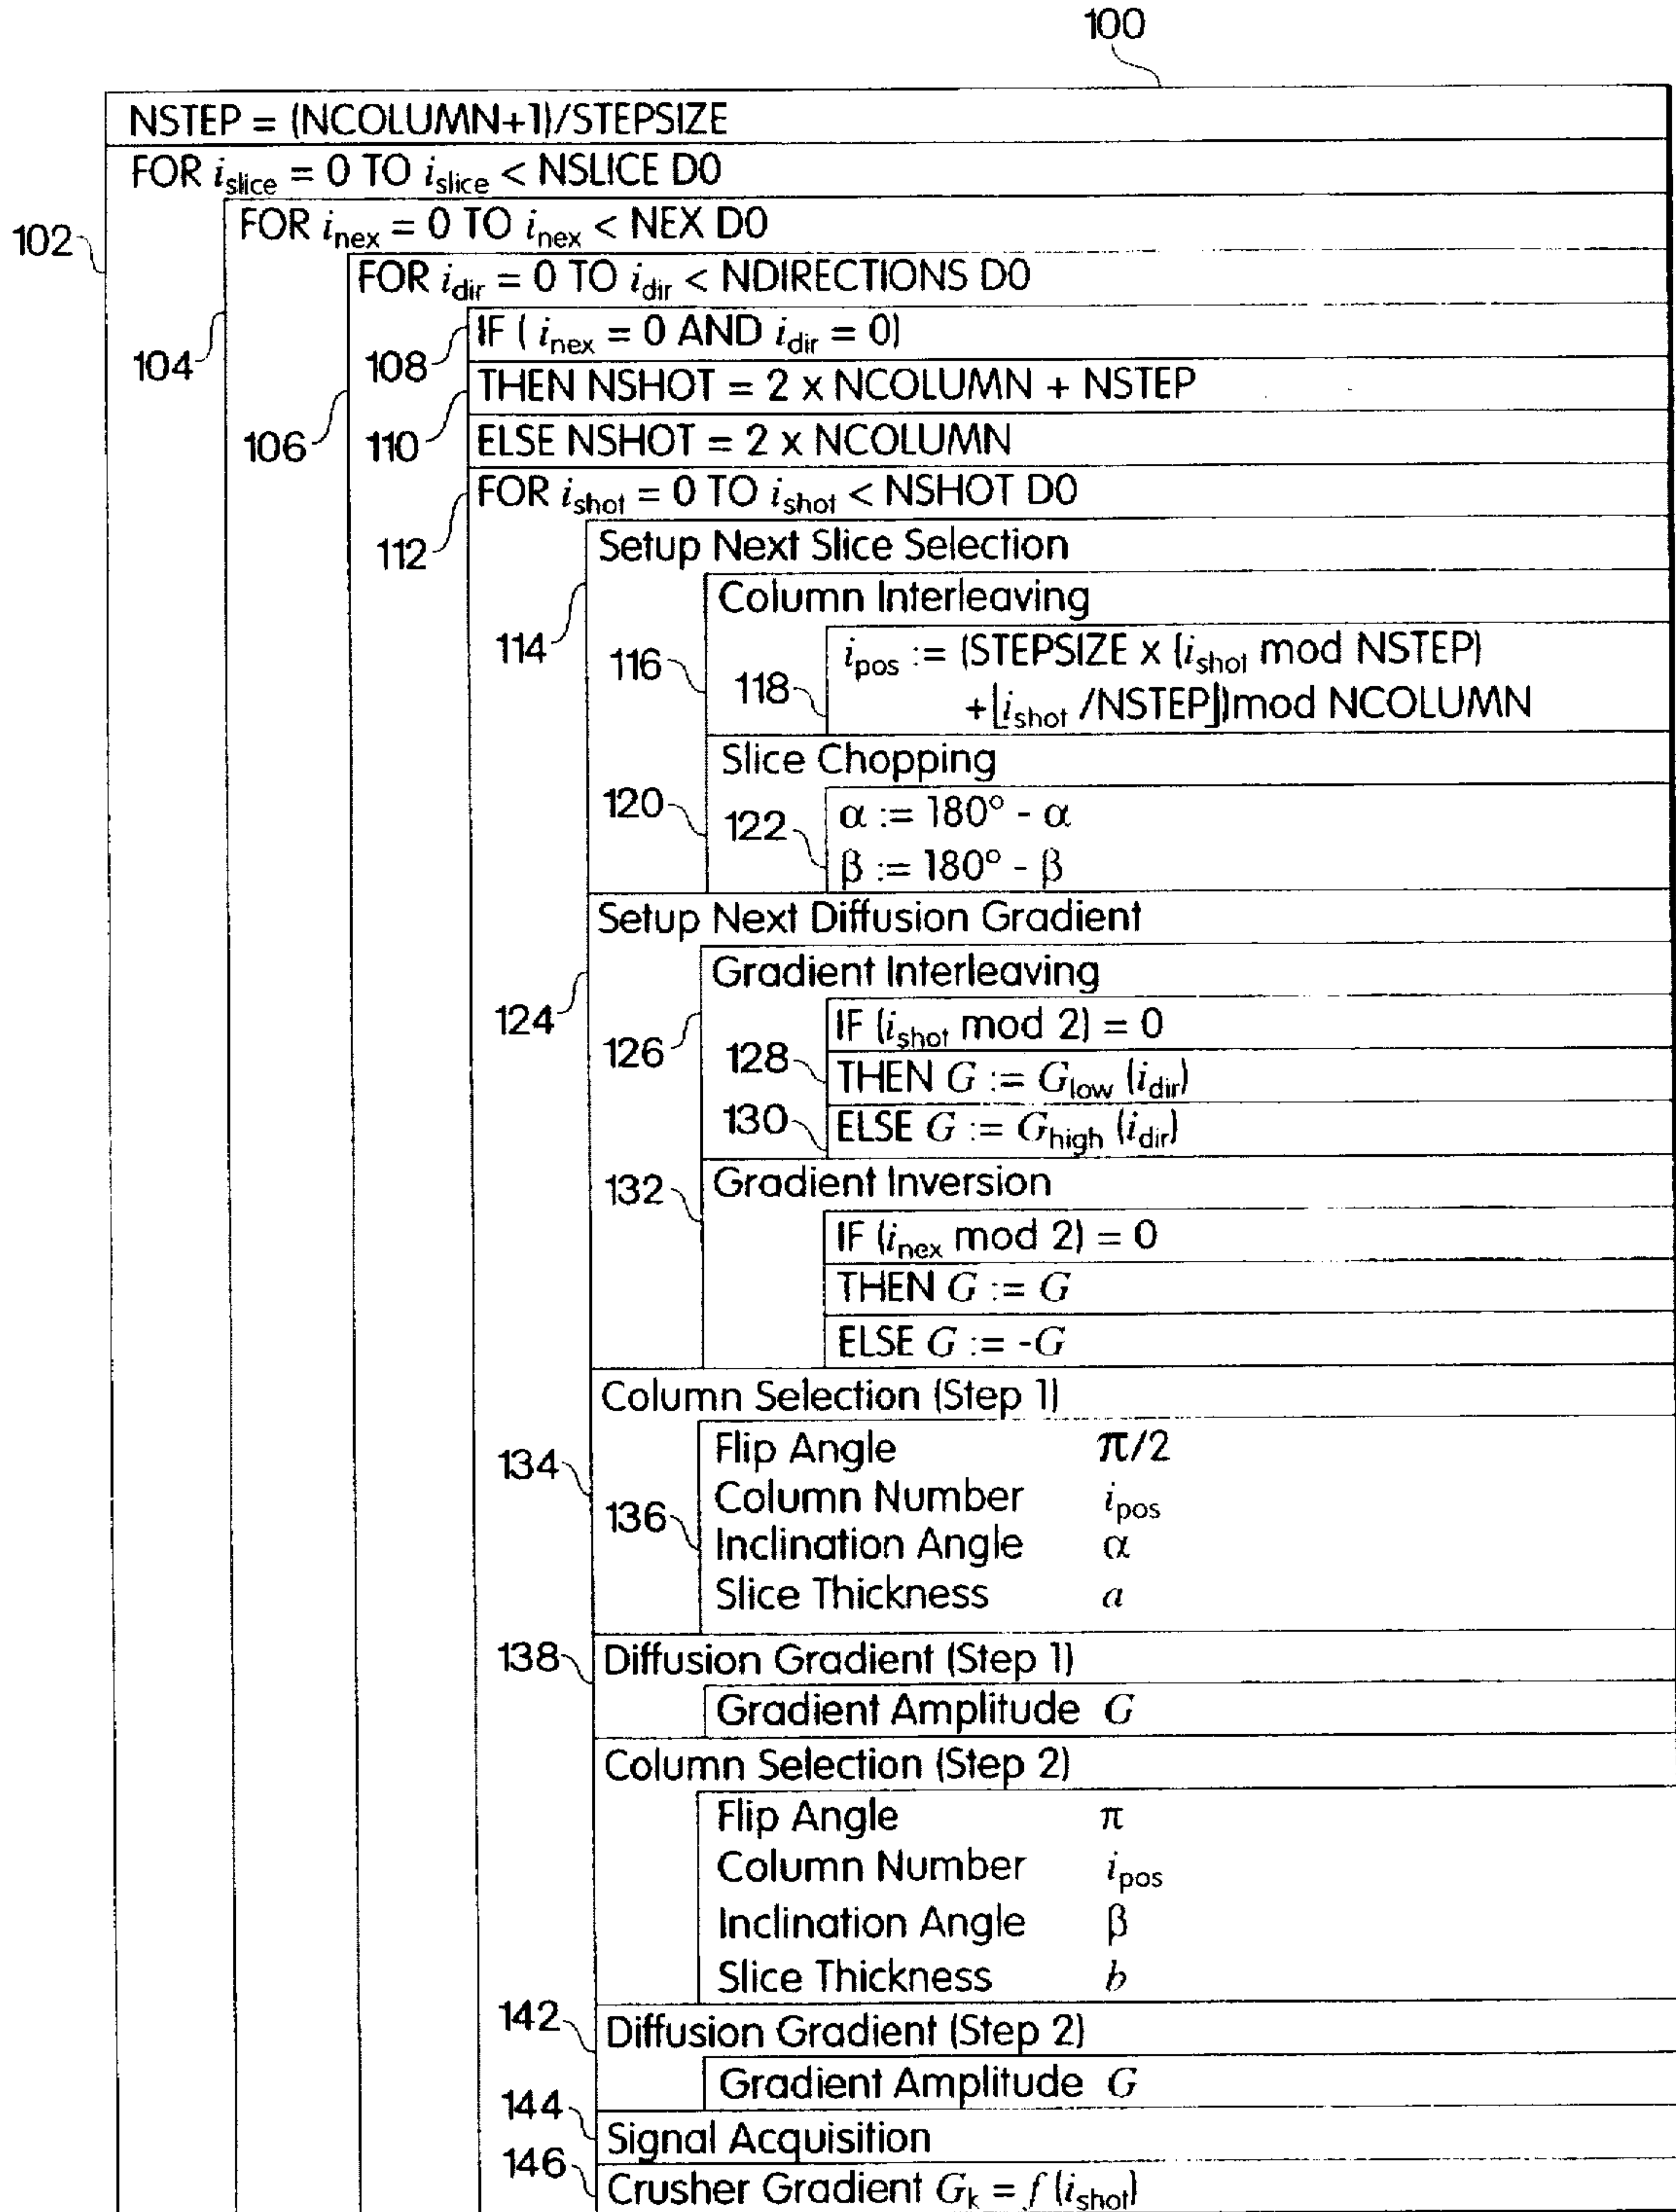 100
NSTEP = (NCOLUMN+1)/STEPSIZE
FOR i_slice = 0 TO i_slice < NSLICE DO
102
FOR i_nex = 0 TO i_nex < NEX DO
104
FOR i_dir = 0 TO i_dir < NDIRECTIONS DO
106
108
IF ( i_nex = 0 AND i_dir = 0)
110
THEN NSHOT = 2 x NCOLUMN + NSTEP
ELSE NSHOT = 2 x NCOLUMN
112
FOR i_shot = 0 TO i_shot < NSHOT DO
114
Setup Next Slice Selection
116
Column Interleaving
118
i_pos := (STEPSIZE x (i_shot mod NSTEP)
+⌊i_shot /NSTEP⌋)mod NCOLUMN
120
Slice Chopping
122
α := 180° - α
β := 180° - β
124
Setup Next Diffusion Gradient
126
Gradient Interleaving
IF (i_shot mod 2) = 0
128
THEN G := G_low (i_dir)
130
ELSE G := G_high (i_dir)
132
Gradient Inversion
IF (i_nex mod 2) = 0
THEN G := G
ELSE G := -G
134
Column Selection (Step 1)
136
Flip Angle π/2
Column Number i_pos
Inclination Angle α
Slice Thickness a
138
Diffusion Gradient (Step 1)
Gradient Amplitude G
Column Selection (Step 2)
Flip Angle π
Column Number i_pos
Inclination Angle β
Slice Thickness b
142
Diffusion Gradient (Step 2)
Gradient Amplitude G
144
Signal Acquisition
146
Crusher Gradient G_k = f (i_shot)